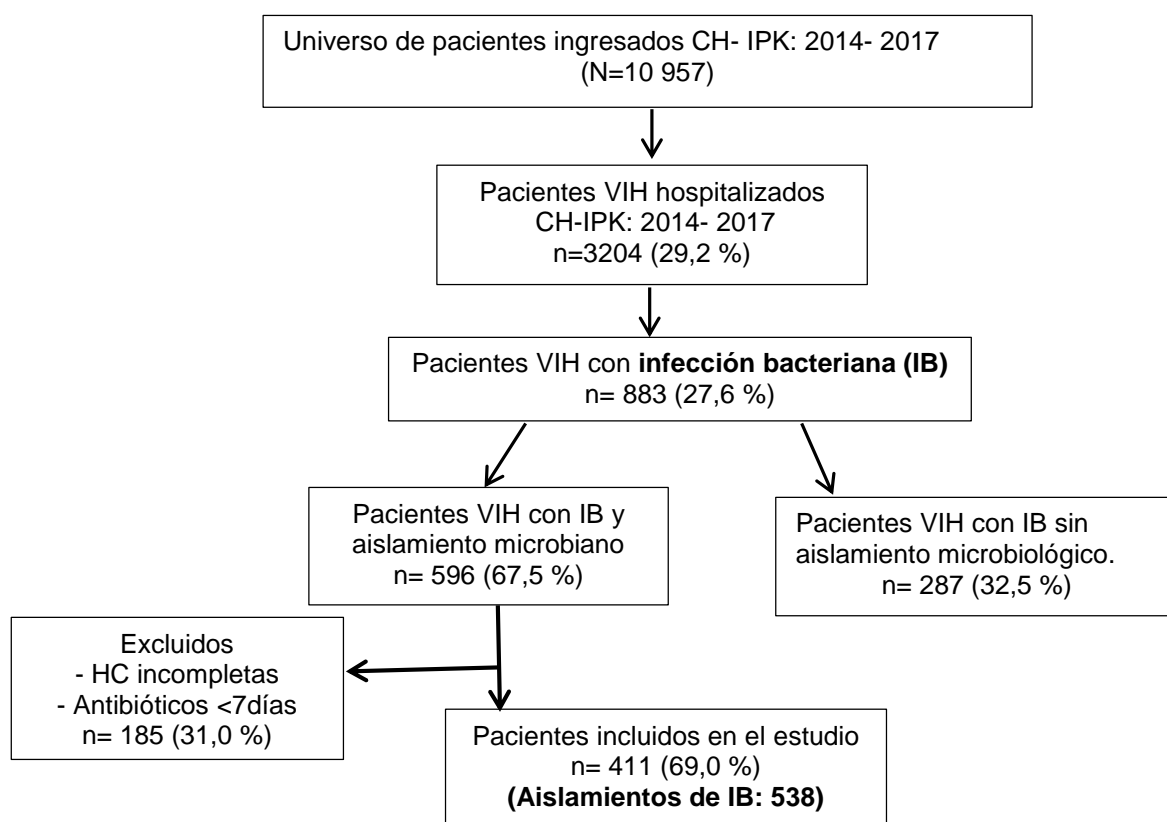 Universo de pacientes ingresados CH- IPK: 2014- 2017
(N=10 957)
Pacientes VIH hospitalizados
CH-IPK: 2014- 2017
n=3204 (29,2 %)
Pacientes VIH con infección bacteriana (IB)
n= 883 (27,6 %)
Pacientes VIH con IB y
aislamiento microbiano
n= 596 (67,5 %)
Pacientes VIH con IB sin
aislamiento microbiológico.
n= 287 (32,5 %)
Excluidos
- HC incompletas
- Antibióticos <7días
n= 185 (31,0 %)
Pacientes incluidos en el estudio
n= 411 (69,0 %)
(Aislamientos de IB: 538)